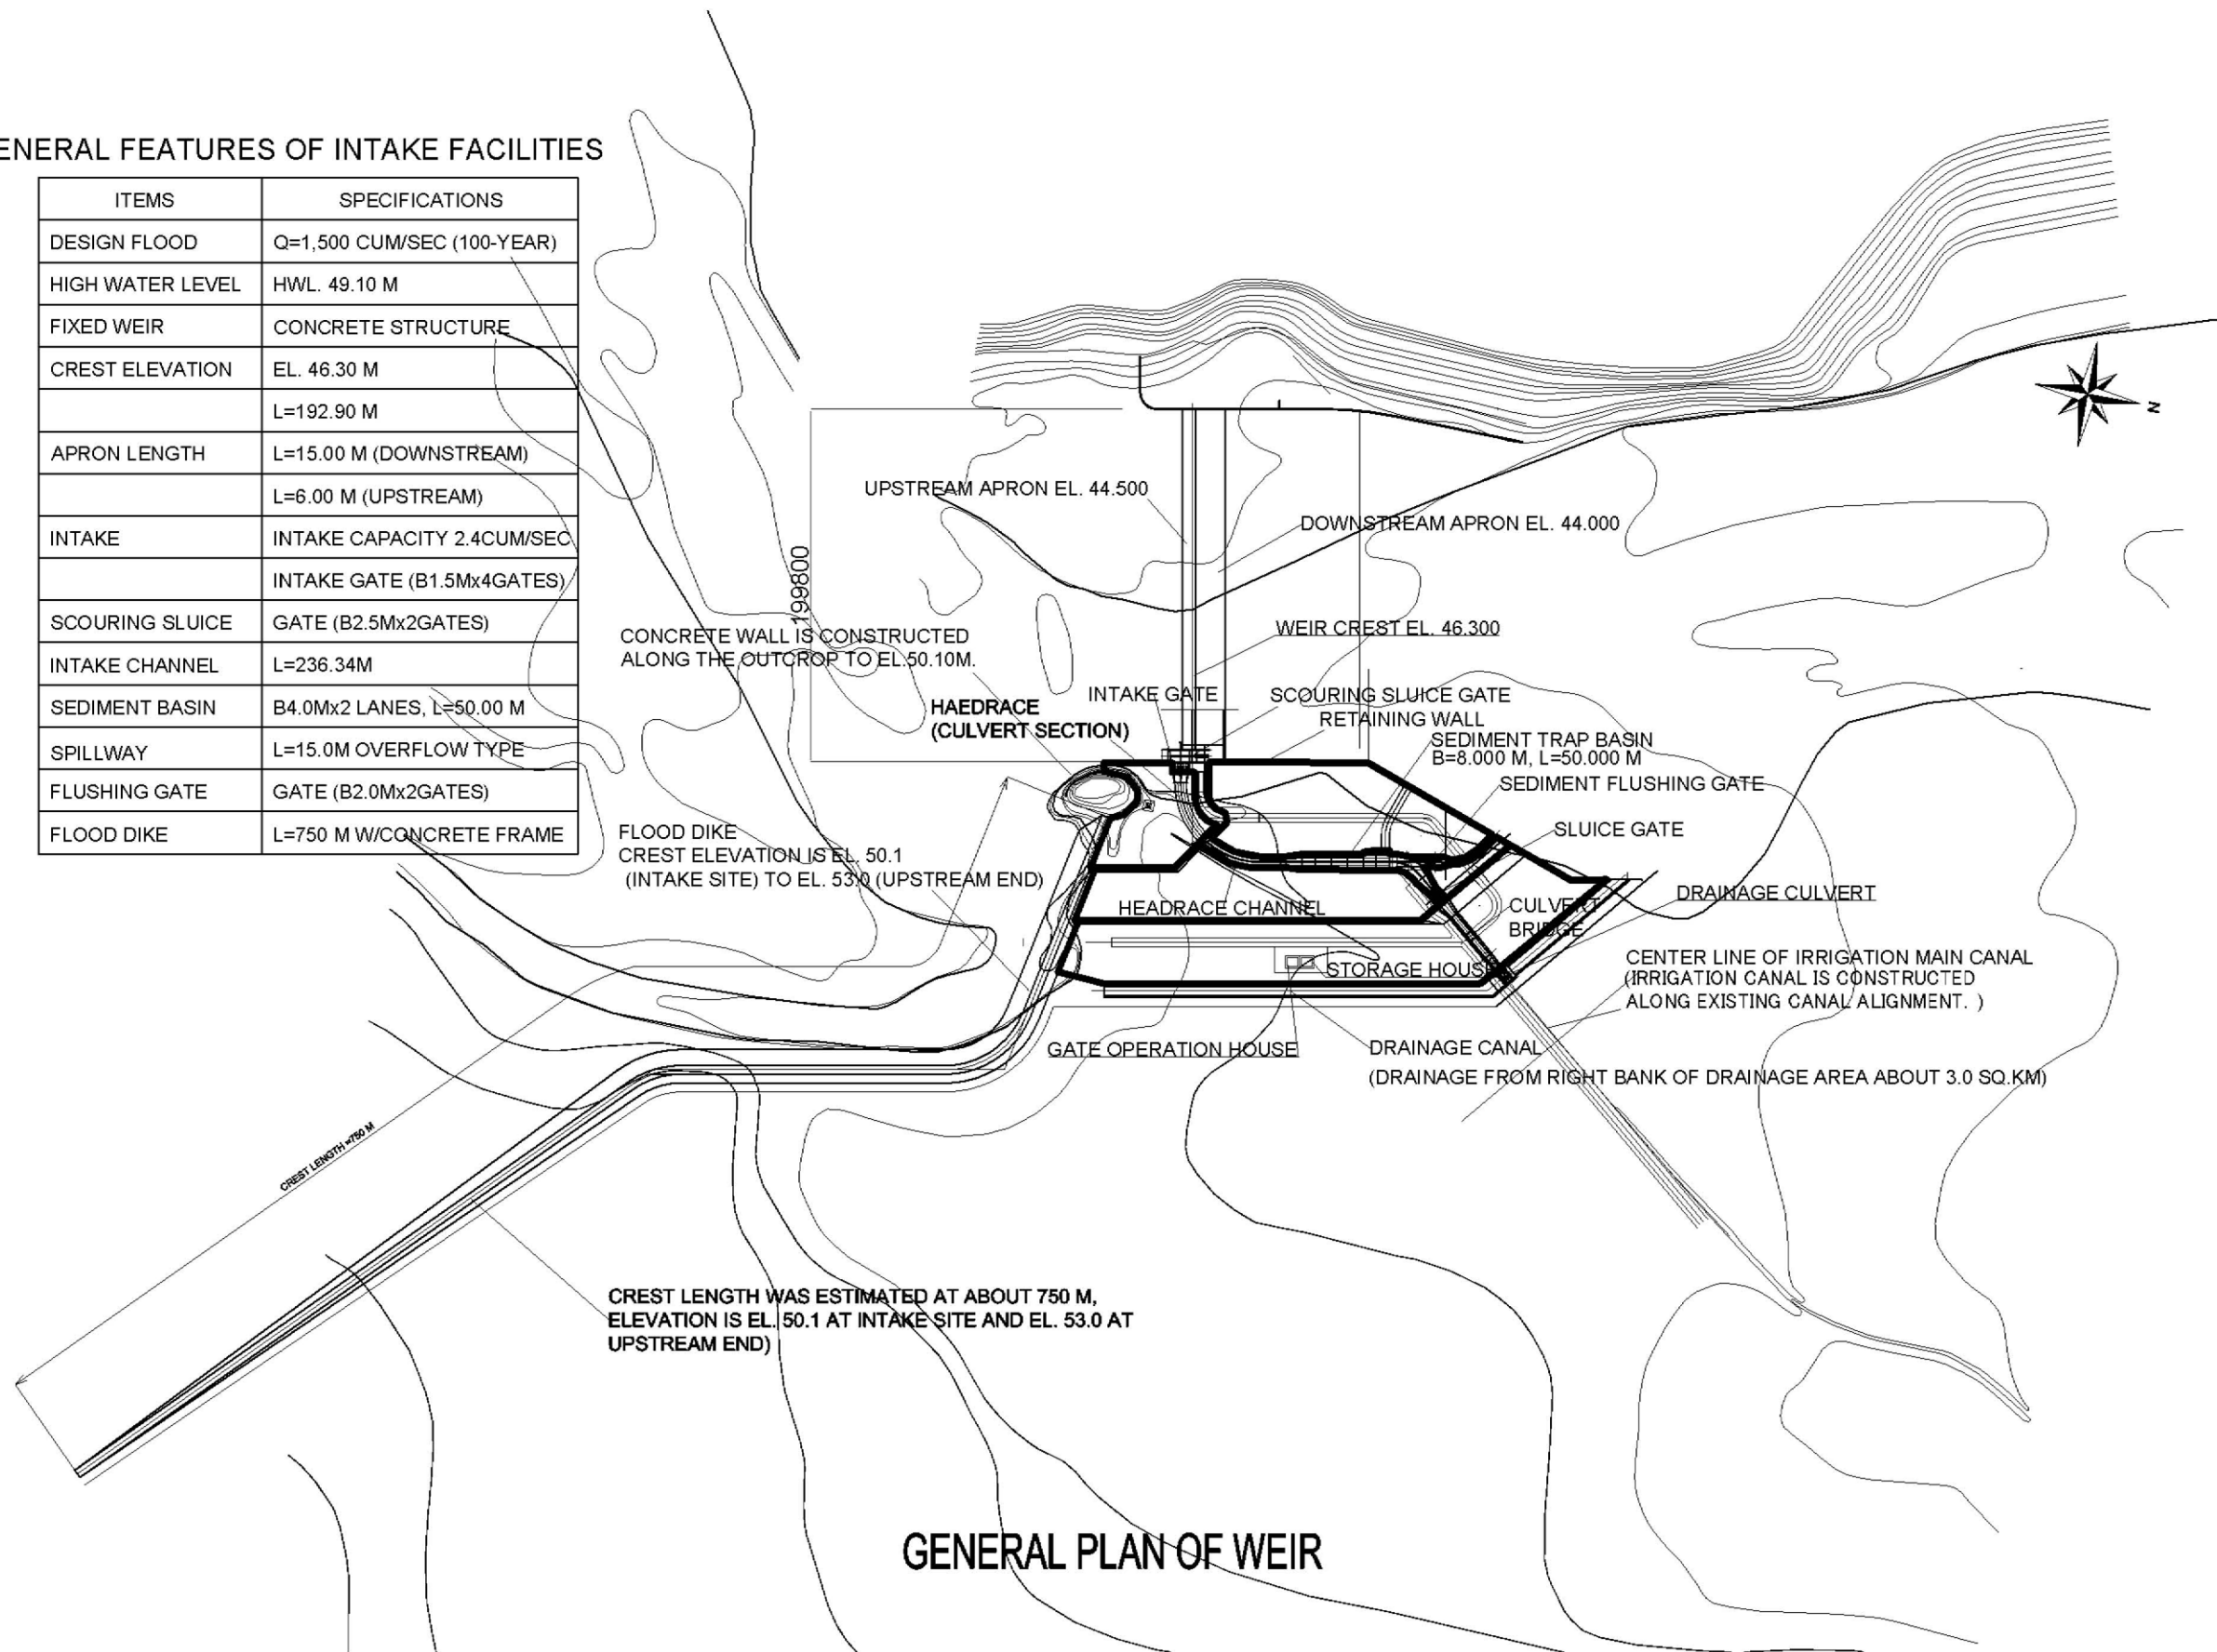 ENERAL FEATURES OF INTAKE FACILITIES
ITEMS SPECIFICATIONS
DESIGN FLOOD Q=1,500 CUM/SEC (100-YEAR)
HIGH WATER LEVEL HWL. 49.10 M
FIXED WEIR CONCRETE STRUCTURE
CREST ELEVATION EL. 46.30 M
L=192.90 M
APRON LENGTH L=15.00 M (DOWNSTREAM)
L=6.00 M (UPSTREAM)
INTAKE INTAKE CAPACITY 2.4CUM/SEC
INTAKE GATE (B1.5Mx4GATES)
SCOURING SLUICE GATE (B2.5Mx2GATES)
INTAKE CHANNEL L=236.34M
SEDIMENT BASIN B4.0Mx2 LANES, L=50.00 M
SPILLWAY L=15.0M OVERFLOW TYPE
FLUSHING GATE GATE (B2.0Mx2GATES)
FLOOD DIKE L=750 M W/CONCRETE FRAME
N
UPSTREAM APRON EL. 44.500
DOWNSTREAM APRON EL. 44.000
199800
WEIR CREST EL. 46.300
CONCRETE WALL IS CONSTRUCTED
ALONG THE OUTCROP TO EL.50.10M.
INTAKE GATE
SCOURING SLUICE GATE
HAEDRACE
(CULVERT SECTION)
RETAINING WALL
SEDIMENT TRAP BASIN
B=8.000 M, L=50.000 M
SEDIMENT FLUSHING GATE
SLUICE GATE
FLOOD DIKE
CREST ELEVATION IS EL. 50.1
(INTAKE SITE) TO EL. 53.0 (UPSTREAM END)
HEADRACE CHANNEL
CULVERT
BRIDGE
DRAINAGE CULVERT
STORAGE HOUSE
CENTER LINE OF IRRIGATION MAIN CANAL
(IRRIGATION CANAL IS CONSTRUCTED
ALONG EXISTING CANAL ALIGNMENT. )
GATE OPERATION HOUSE
DRAINAGE CANAL
(DRAINAGE FROM RIGHT BANK OF DRAINAGE AREA ABOUT 3.0 SQ.KM)
CREST LENGTH =750 M
CREST LENGTH WAS ESTIMATED AT ABOUT 750 M,
ELEVATION IS EL. 50.1 AT INTAKE SITE AND EL. 53.0 AT
UPSTREAM END)
GENERAL PLAN OF WEIR